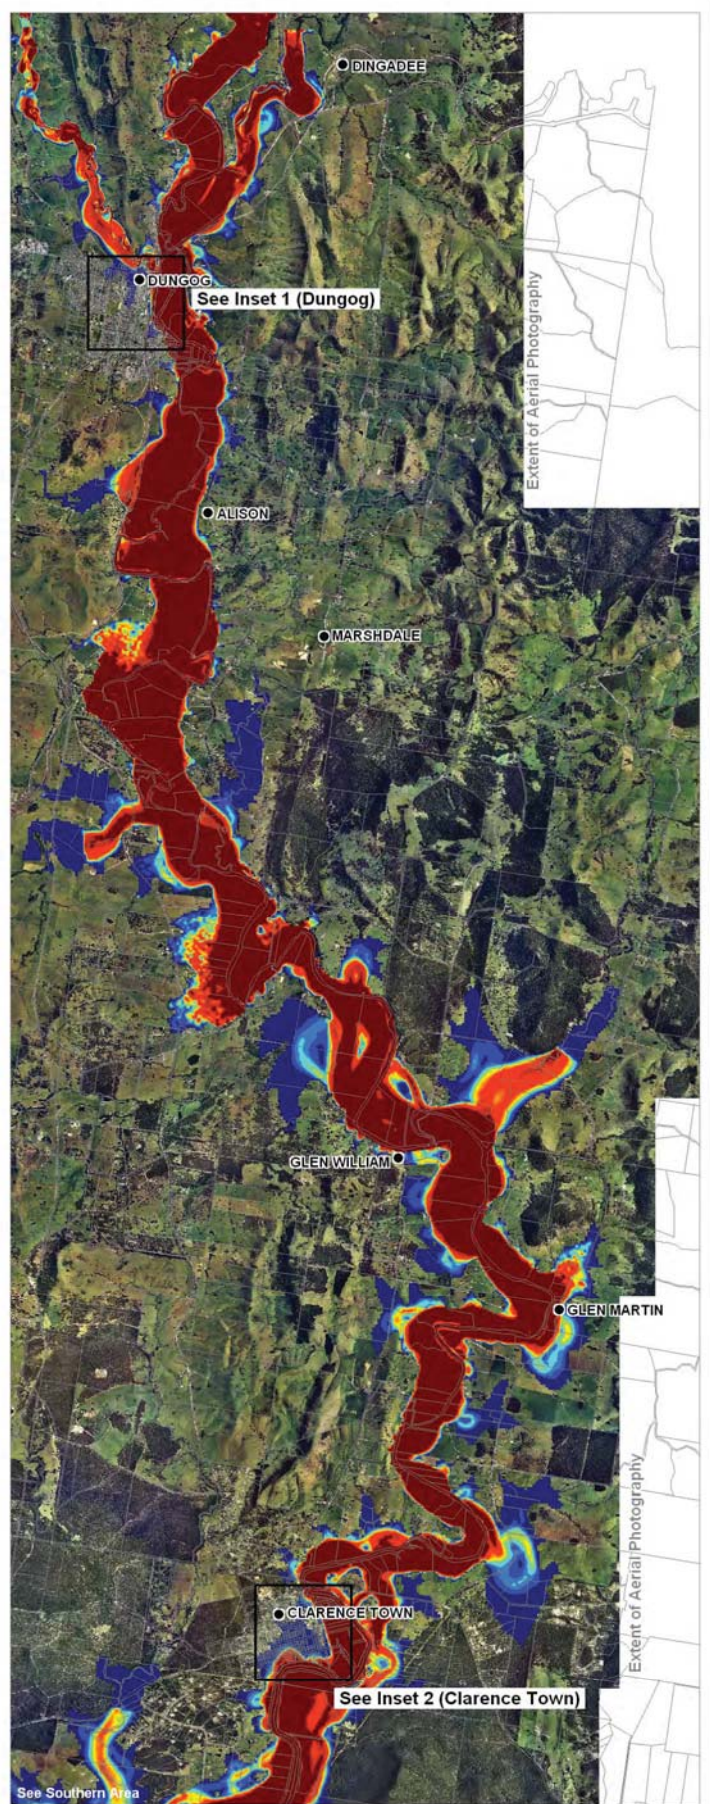 DINGADEE
DUNGOG
See Inset 1 (Dungog)
Extent of Aerial Photography
ALISON
MARSHDALE
GLEN WILLIAM
GLEN MARTIN
Extent of Aerial Photography
CLARENCE TOWN
See Inset 2 (Clarence Town)
See Southern Area